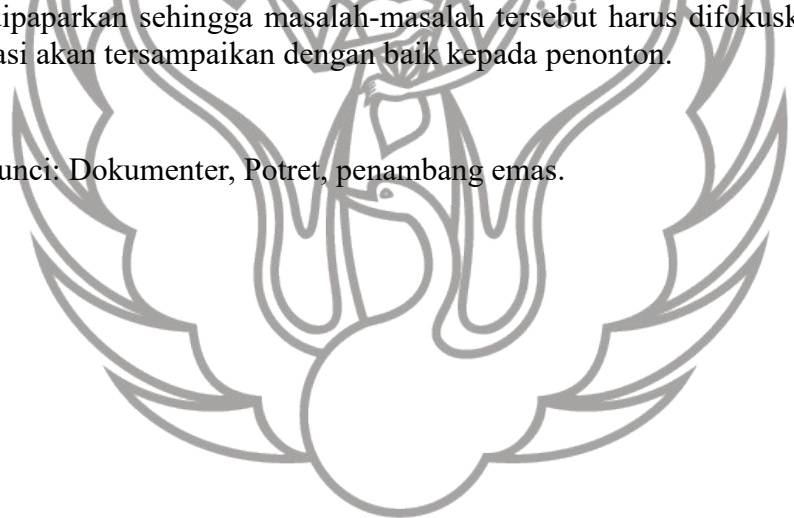 dipaparkan sehingga masalah-masalah tersebut harus difokusk
asi akan tersampaikan dengan baik kepada penonton.
unci: Dokumenter, Potret, penambang emas.